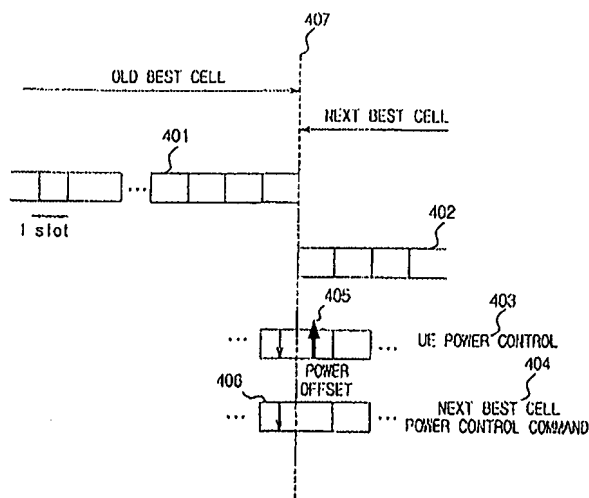 407
OLD BEST CELL
NEXT BEST CELL
401
...
1 slot
402
405
403
... ... UE POWER CONTROL
POWER
OFFSET
404
406
... ... NEXT BEST CELL
POWER CONTROL COMMAND